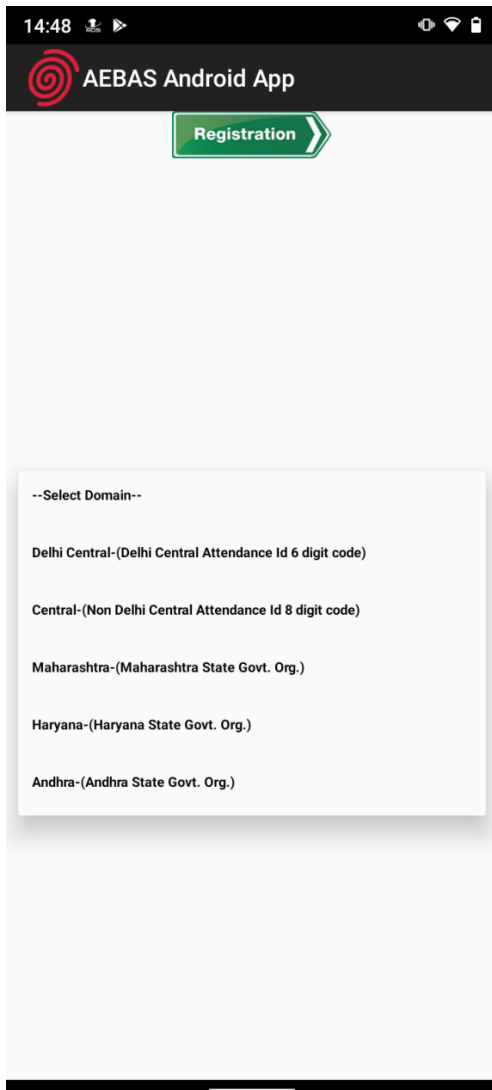 14:48
RDS
AEBAS Android App
Registration
--Select Domain--
Delhi Central-(Delhi Central Attendance Id 6 digit code)
Central-(Non Delhi Central Attendance Id 8 digit code)
Maharashtra-(Maharashtra State Govt. Org.)
Haryana-(Haryana State Govt. Org.)
Andhra-(Andhra State Govt. Org.)